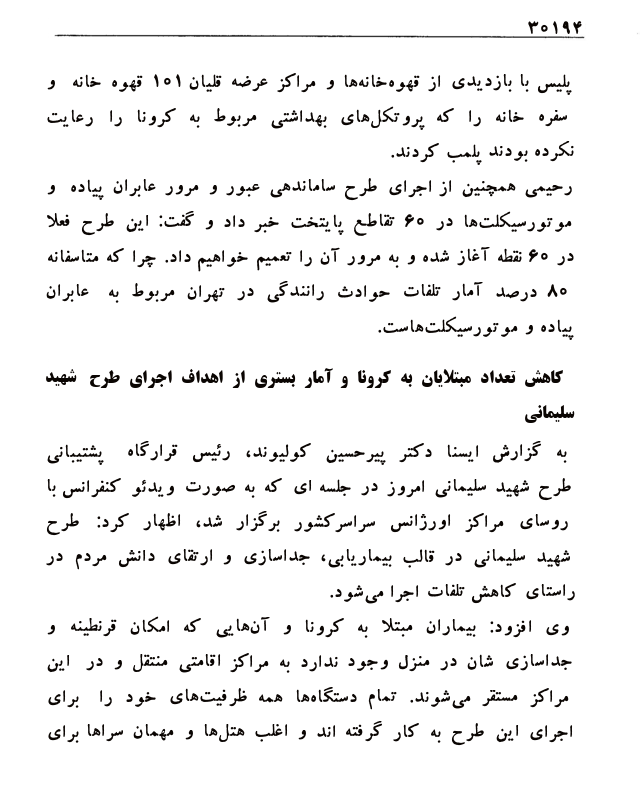 ۳۰۱۹۴
پلیس با بازدیدی از قهوه‌خانه‌ها و مراکز عرضه قلیان ۱۰۱ قهوه خانه و
سفره خانه را که پروتکل‌های بهداشتی مربوط به کرونا را رعایت
نکرده بودند پلمب کردند.
رحیمی همچنین از اجرای طرح ساماندهی عبور و مرور عابران پیاده و
موتورسیکلت‌ها در ۶۰ تقاطع پایتخت خبر داد و گفت: این طرح فعلا
در ۶۰ نقطه آغاز شده و به مرور آن را تعمیم خواهیم داد. چرا که متاسفانه
۸۰ درصد آمار تلفات حوادث رانندگی در تهران مربوط به عابران
پیاده و موتورسیکلت‌هاست.
کاهش تعداد مبتلایان به کرونا و آمار بستری از اهداف اجرای طرح شهید
سلیمانی
به گزارش ایسنا دکتر پیرحسین کولیوند، رئیس قرارگاه پشتیبانی
طرح شهید سلیمانی امروز در جلسه ای که به صورت ویدئو کنفرانس با
روسای مراکز اورژانس سراسرکشور برگزار شد، اظهار کرد: طرح
شهید سلیمانی در قالب بیماریابی، جداسازی و ارتقای دانش مردم در
راستای کاهش تلفات اجرا می‌شود.
وی افزود: بیماران مبتلا به کرونا و آن‌هایی که امکان قرنطینه و
جداسازی شان در منزل وجود ندارد به مراکز اقامتی منتقل و در این
مراکز مستقر می‌شوند. تمام دستگاه‌ها همه ظرفیت‌های خود را برای
اجرای این طرح به کار گرفته اند و اغلب هتل‌ها و مهمان سراها برای